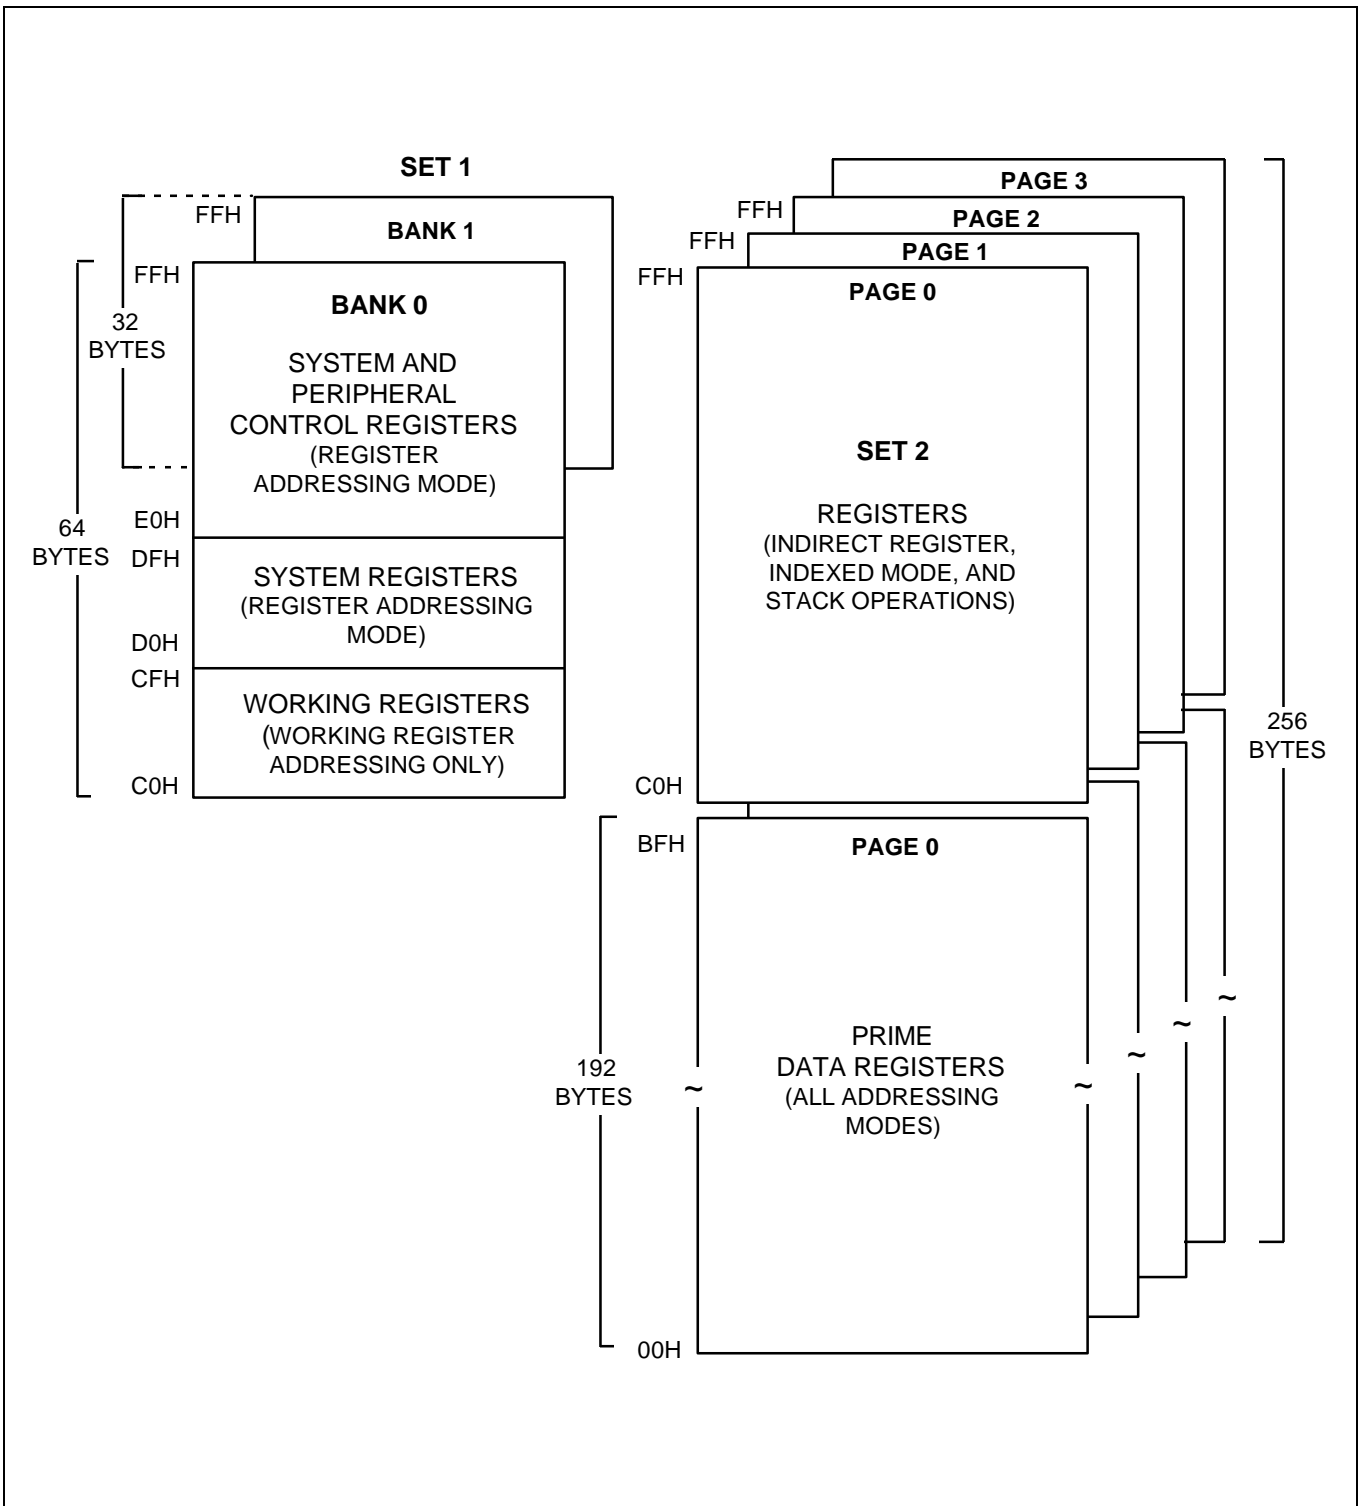 SET 1
FFH
BANK 1
FFH
BANK 0
32
BYTES
SYSTEM AND
PERIPHERAL
CONTROL REGISTERS
(REGISTER
ADDRESSING MODE)
64
BYTES
E0H
DFH
SYSTEM REGISTERS
(REGISTER ADDRESSING
MODE)
D0H
CFH
WORKING REGISTERS
(WORKING REGISTER
ADDRESSING ONLY)
C0H
PAGE 3
FFH
PAGE 2
FFH
PAGE 1
FFH
PAGE 0
SET 2
REGISTERS
(INDIRECT REGISTER,
INDEXED MODE, AND
STACK OPERATIONS)
256
BYTES
C0H
BFH
PAGE 0
192
BYTES
~
PRIME
DATA REGISTERS
(ALL ADDRESSING
MODES)
~
~
~
~
00H